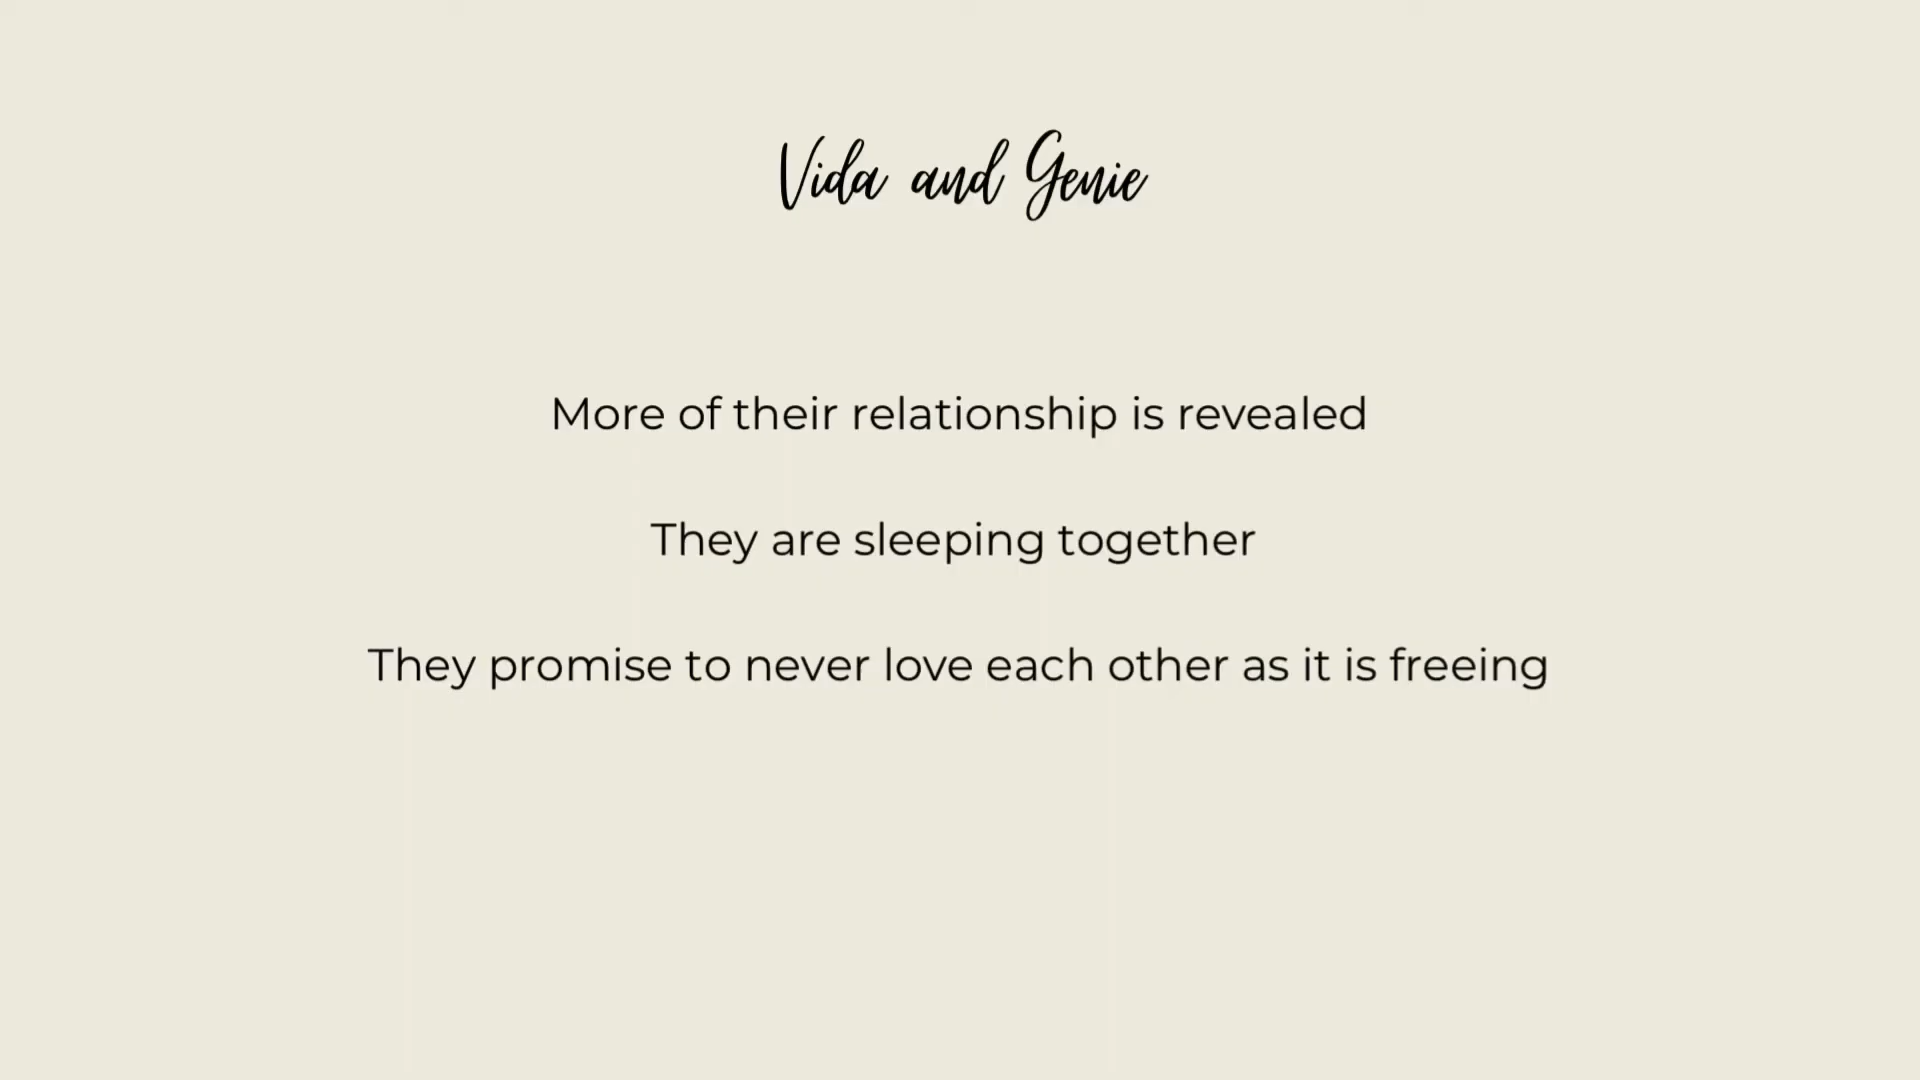 Vida and Genie
More of their relationship is revealed
They are sleeping together
They promise to never love each other as it is freeing